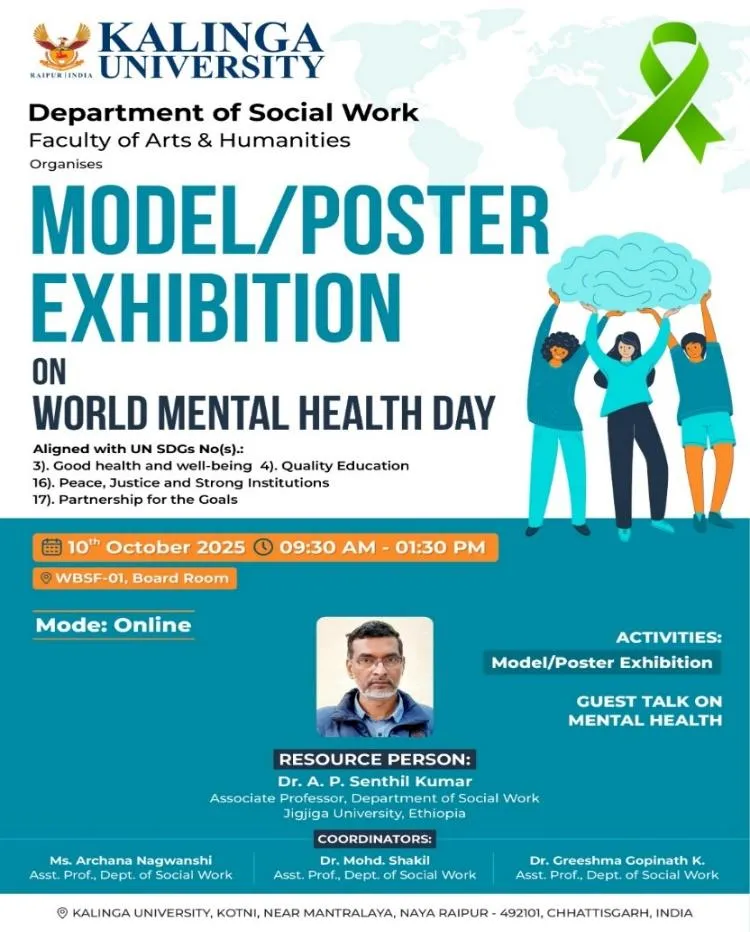 KALINGA
UNIVERSITY
RAIPUR | INDIA
Department of Social Work
Faculty of Arts & Humanities
Organises
MODEL/POSTER
EXHIBITION
ON
WORLD MENTAL HEALTH DAY
Aligned with UN SDGs No(s).:
3). Good health and well-being 4). Quality Education
16). Peace, Justice and Strong Institutions
17). Partnership for the Goals
10th October 2025 09:30 AM - 01:30 PM
WBSF-01, Board Room
Mode: Online
ACTIVITIES:
Model/Poster Exhibition
GUEST TALK ON
MENTAL HEALTH
RESOURCE PERSON:
Dr. A. P. Senthil Kumar
Associate Professor, Department of Social Work
Jigjiga University, Ethiopia
COORDINATORS:
Ms. Archana Nagwanshi
Asst. Prof., Dept. of Social Work
Dr. Mohd. Shakil
Asst. Prof., Dept. of Social Work
Dr. Greeshma Gopinath K.
Asst. Prof., Dept. of Social Work
KALINGA UNIVERSITY, KOTNI, NEAR MANTRALAYA, NAYA RAIPUR - 492101, CHHATTISGARH, INDIA